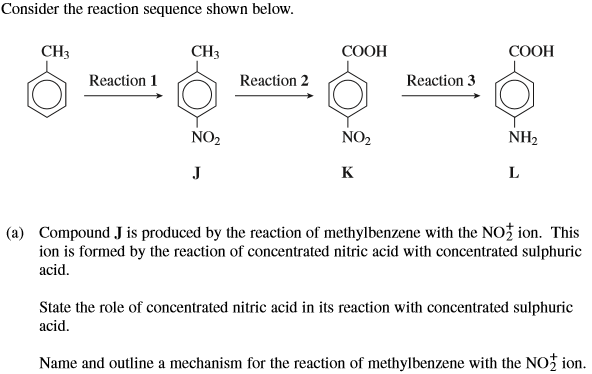 Consider the reaction sequence shown below.
CH3 CH3 COOH COOH
Reaction 1 Reaction 2 Reaction 3
NO2 NO2 NH2
J K L
(a) Compound J is produced by the reaction of methylbenzene with the NO2+ ion. This
ion is formed by the reaction of concentrated nitric acid with concentrated sulphuric
acid.
State the role of concentrated nitric acid in its reaction with concentrated sulphuric
acid.
Name and outline a mechanism for the reaction of methylbenzene with the NO2+ ion.